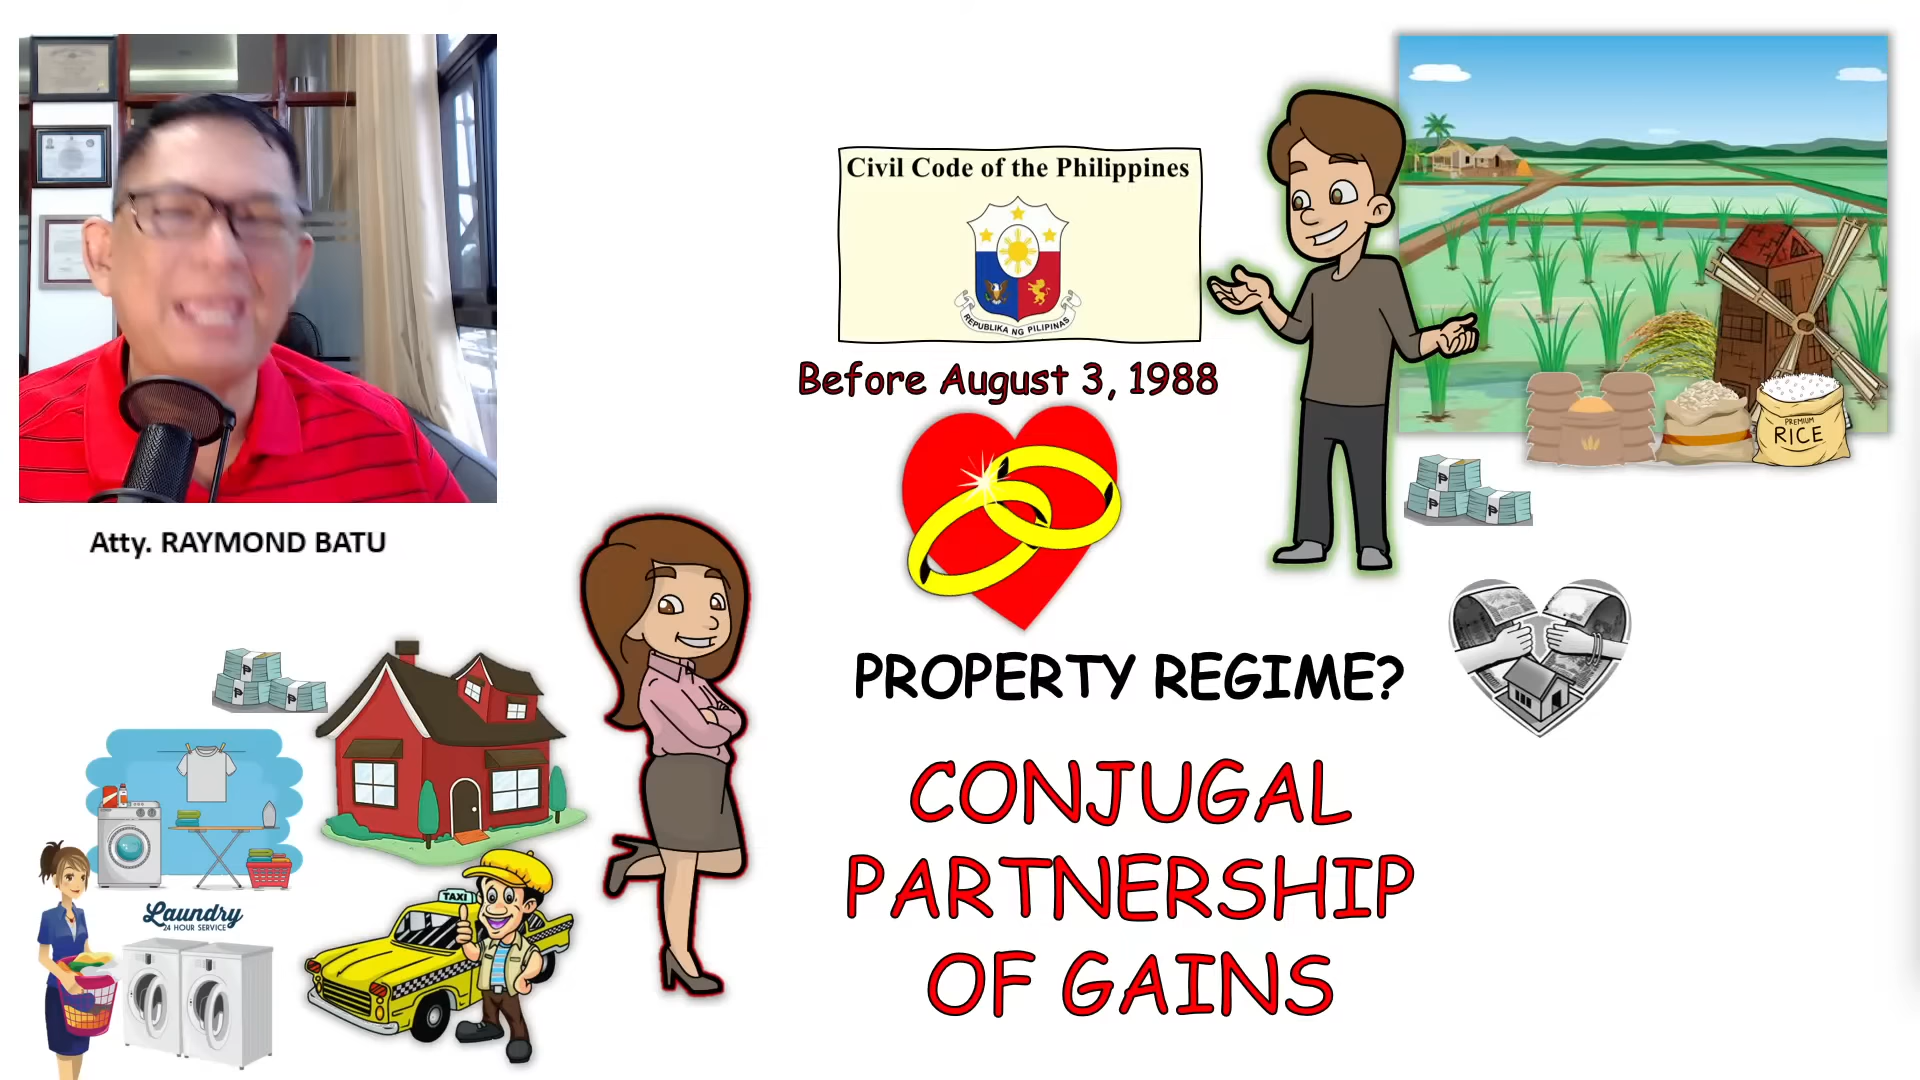 Civil Code of the Philippines
REPUBLIKA NG PILIPINAS
Before August 3, 1988
PREMIUM
RICE
Atty. RAYMOND BATU
PROPERTY REGIME?
CONJUGAL
PARTNERSHIP
OF GAINS
TAXI
Laundry
24 HOUR SERVICE